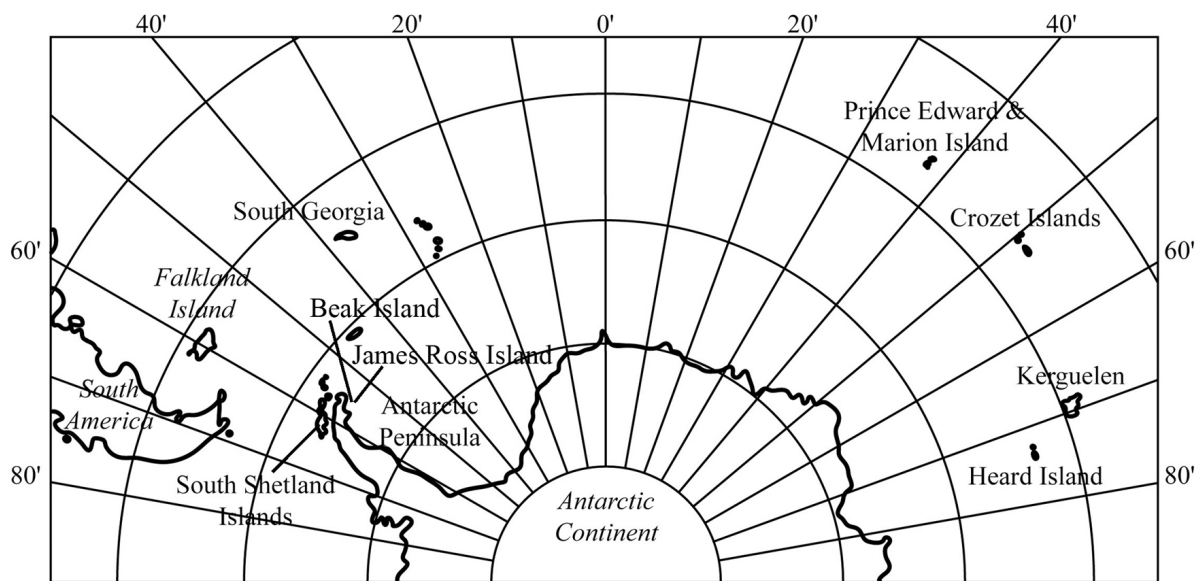 40' 20' 0' 20' 40'
Prince Edward &
Marion Island
South Georgia
Crozet Islands
60'
60'
Falkland
Island
Beak Island
James Ross Island
South
America
Antarctic
Peninsula
Kerguelen
80'
South Shetland
Islands
Heard Island
80'
Antarctic
Continent